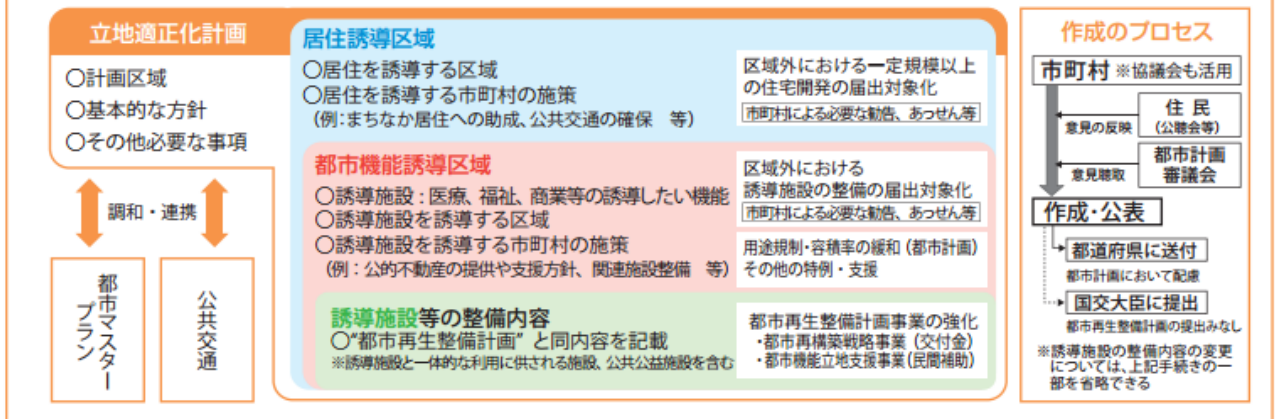 立地適正化計画
〇計画区域
〇基本的な方針
〇その他必要な事項
調和・連携
都市マスタープラン
公共交通
居住誘導区域
〇居住を誘導する区域
〇居住を誘導する市町村の施策
(例:まちなか居住への助成、公共交通の確保 等)
区域外における一定規模以上
の住宅開発の届出対象化
市町村による必要な勧告、あっせん等
都市機能誘導区域
〇誘導施設:医療、福祉、商業等の誘導したい機能
〇誘導施設を誘導する区域
〇誘導施設を誘導する市町村の施策
(例:公的不動産の提供や支援方針、関連施設整備 等)
区域外における
誘導施設の整備の届出対象化
市町村による必要な勧告、あっせん等
用途規制・容積率の緩和(都市計画)
その他の特例・支援
誘導施設等の整備内容
〇“都市再生整備計画”と同内容を記載
※誘導施設と一体的な利用に供される施設、公共公益施設を含む
都市再生整備計画事業の強化
・都市再構築戦略事業(交付金)
・都市機能立地支援事業(民間補助)
作成のプロセス
市町村 ※協議会も活用
住民
(公聴会等)
意見の反映
都市計画
審議会
意見聴取
作成・公表
都道府県に送付
都市計画において配慮
国交大臣に提出
都市再生整備計画の提出みなし
※誘導施設の整備内容の変更
については、上記手続きの一
部を省略できる